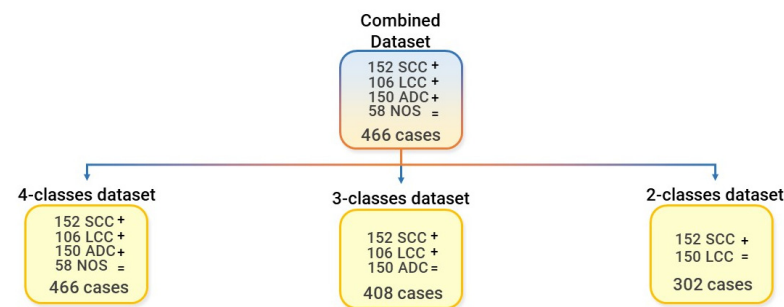 Combined
Dataset
152 SCC +
106 LCC +
150 ADC +
58 NOS =
466 cases
4-classes dataset
152 SCC +
106 LCC +
150 ADC +
58 NOS =
466 cases
3-classes dataset
152 SCC +
106 LCC +
150 ADC =
408 cases
2-classes dataset
152 SCC +
150 LCC =
302 cases